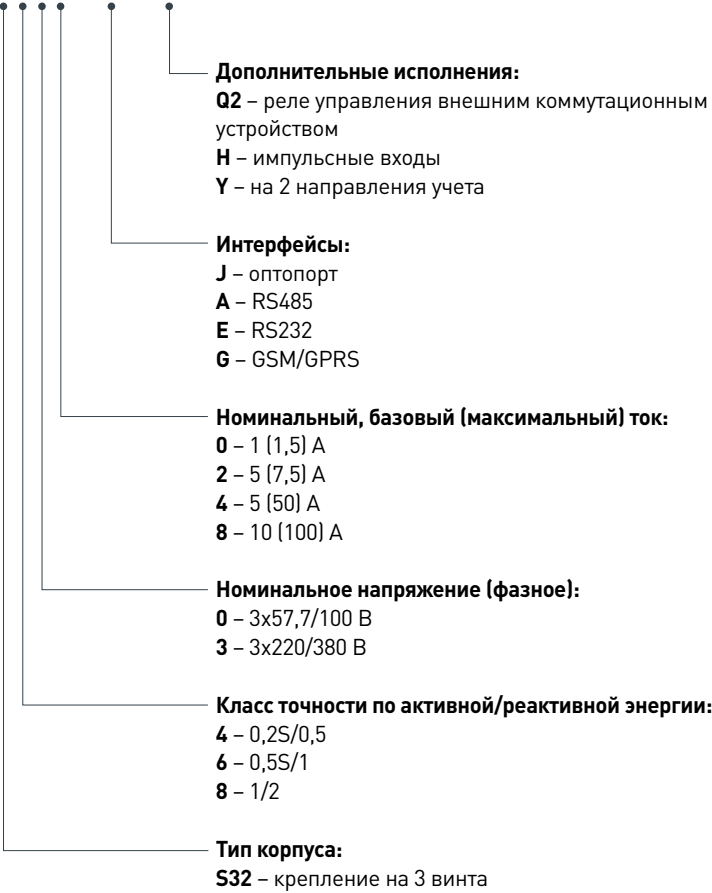 Дополнительные исполнения:
Q2 – реле управления внешним коммутационным
устройством
H – импульсные входы
Y – на 2 направления учета
Интерфейсы:
J – оптопорт
A – RS485
E – RS232
G – GSM/GPRS
Номинальный, базовый (максимальный) ток:
0 – 1 (1,5) А
2 – 5 (7,5) А
4 – 5 (50) А
8 – 10 (100) А
Номинальное напряжение (фазное):
0 – 3x57,7/100 В
3 – 3x220/380 В
Класс точности по активной/реактивной энергии:
4 – 0,2S/0,5
6 – 0,5S/1
8 – 1/2
Тип корпуса:
S32 – крепление на 3 винта